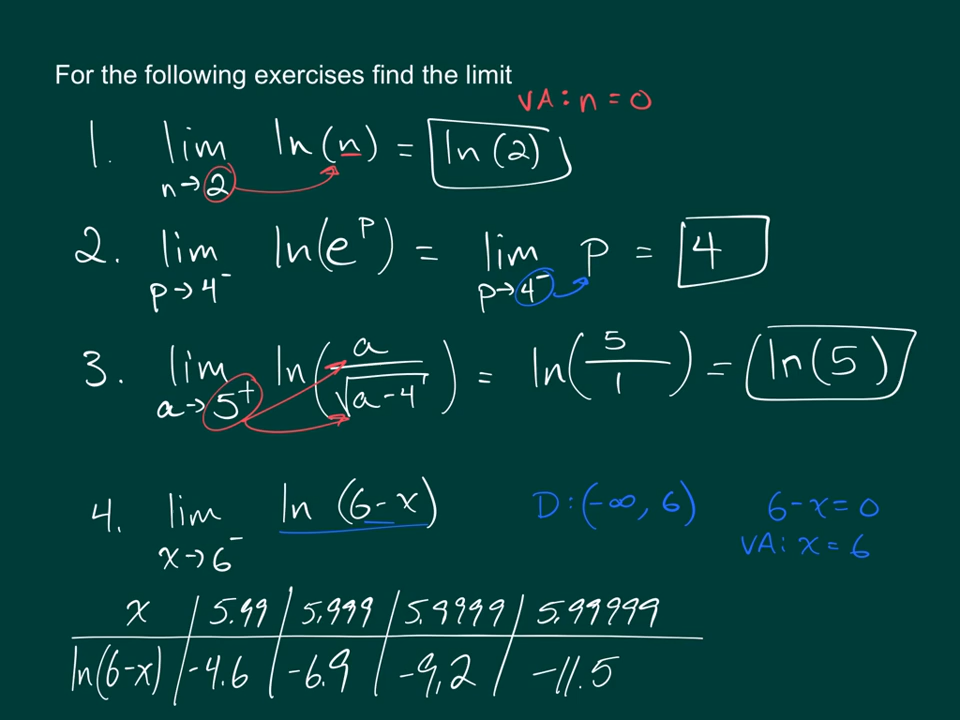 For the following exercises find the limit
VA: n = 0
1. lim n→2 ln(n) = ln(2)
2. lim p→4⁻ ln(e^p) = lim p→4⁻ p = 4
3. lim a→5⁺ ln(a/√(a-4)) = ln(5/1) = ln(5)
4. lim x→6⁻ ln(6-x) D: (-∞, 6) 6-x=0
VA: x = 6
x | 5.99 | 5.999 | 5.9999 | 5.99999
ln(6-x) | -4.6 | -6.9 | -9.2 | -11.5